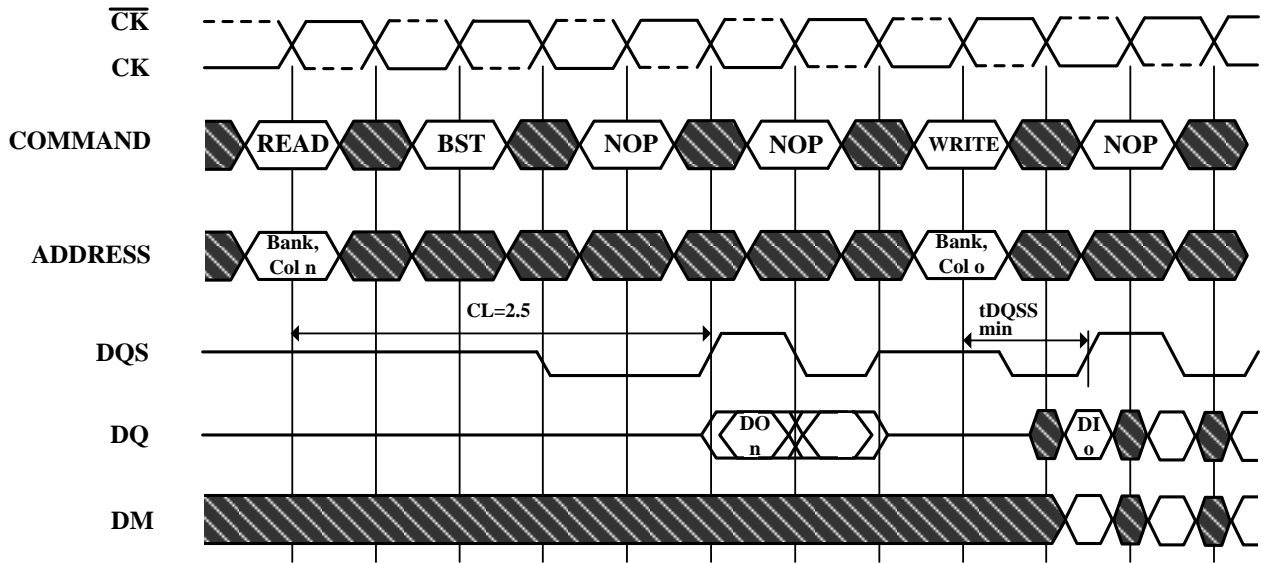 CK
CK
COMMAND
READ
BST
NOP
NOP
WRITE
NOP
ADDRESS
Bank,
Col n
Bank,
Col o
CL=2.5
tDQSS
min
DQS
DQ
DO
n
DI
o
DM